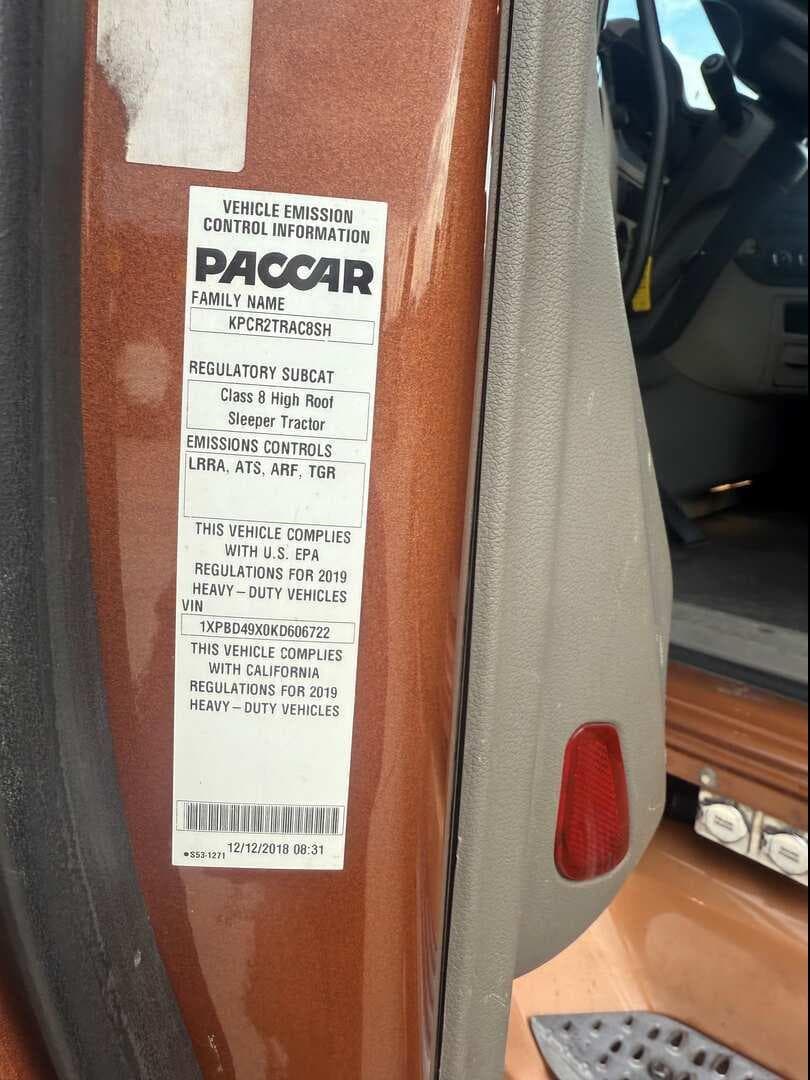 VEHICLE EMISSION
CONTROL INFORMATION
PACCAR
FAMILY NAME
KPCR2TRAC8SH
REGULATORY SUBCAT
Class 8 High Roof
Sleeper Tractor
EMISSIONS CONTROLS
LRRA, ATS, ARF, TGR
THIS VEHICLE COMPLIES
WITH U.S. EPA
REGULATIONS FOR 2019
HEAVY-DUTY VEHICLES
VIN
1XPBD49X0KD606722
THIS VEHICLE COMPLIES
WITH CALIFORNIA
REGULATIONS FOR 2019
HEAVY-DUTY VEHICLES
12/12/2018 08:31
●S53-1271